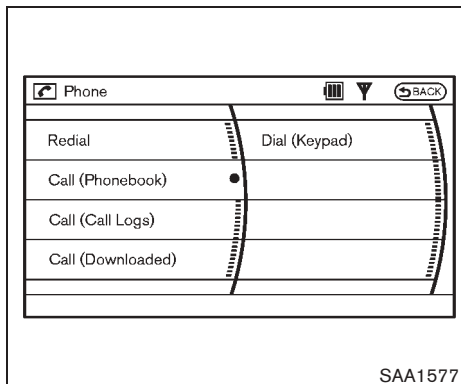 Phone
BACK
Redial
Dial (Keypad)
Call (Phonebook)
Call (Call Logs)
Call (Downloaded)
SAA1577